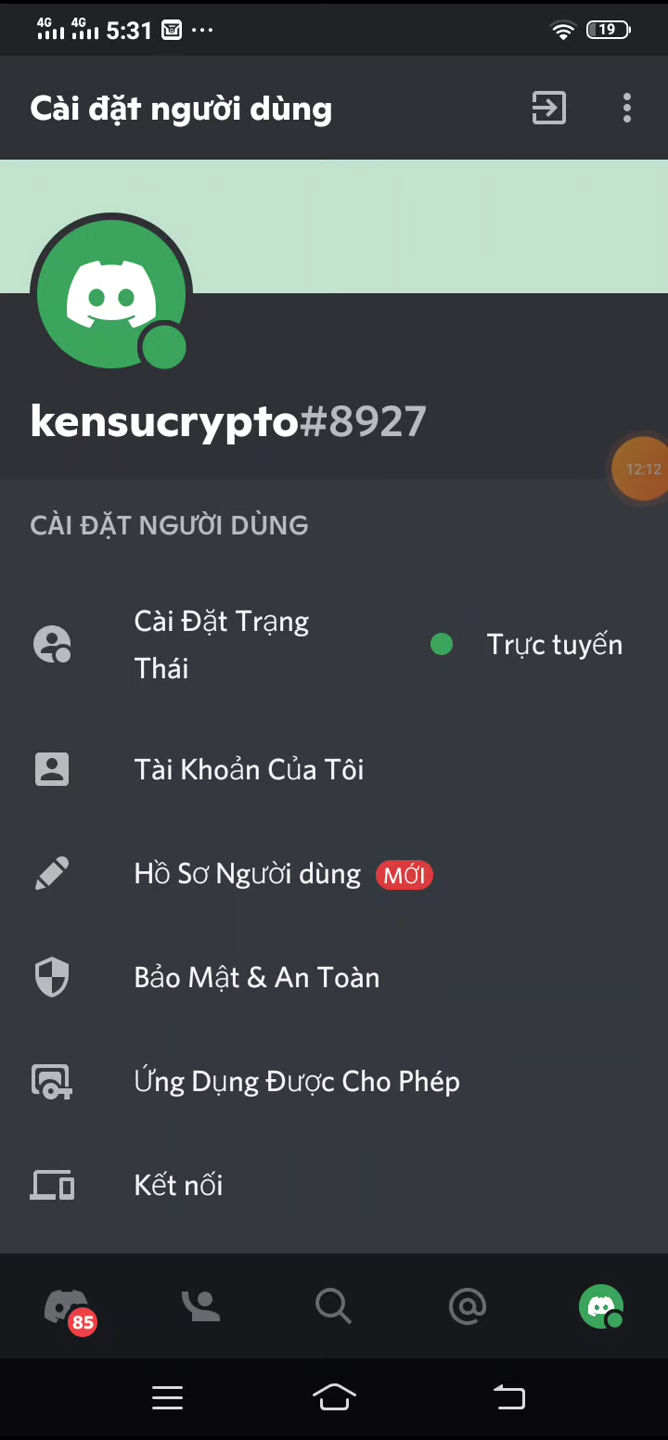 4G 4G 5:31 ... 19
Cài đặt người dùng
kensucrypto#8927
12:12
CÀI ĐẶT NGƯỜI DÙNG
Cài Đặt Trạng
Thái
Trực tuyến
Tài Khoản Của Tôi
Hồ Sơ Người dùng MỚI
Bảo Mật & An Toàn
Ứng Dụng Được Cho Phép
Kết nối
85